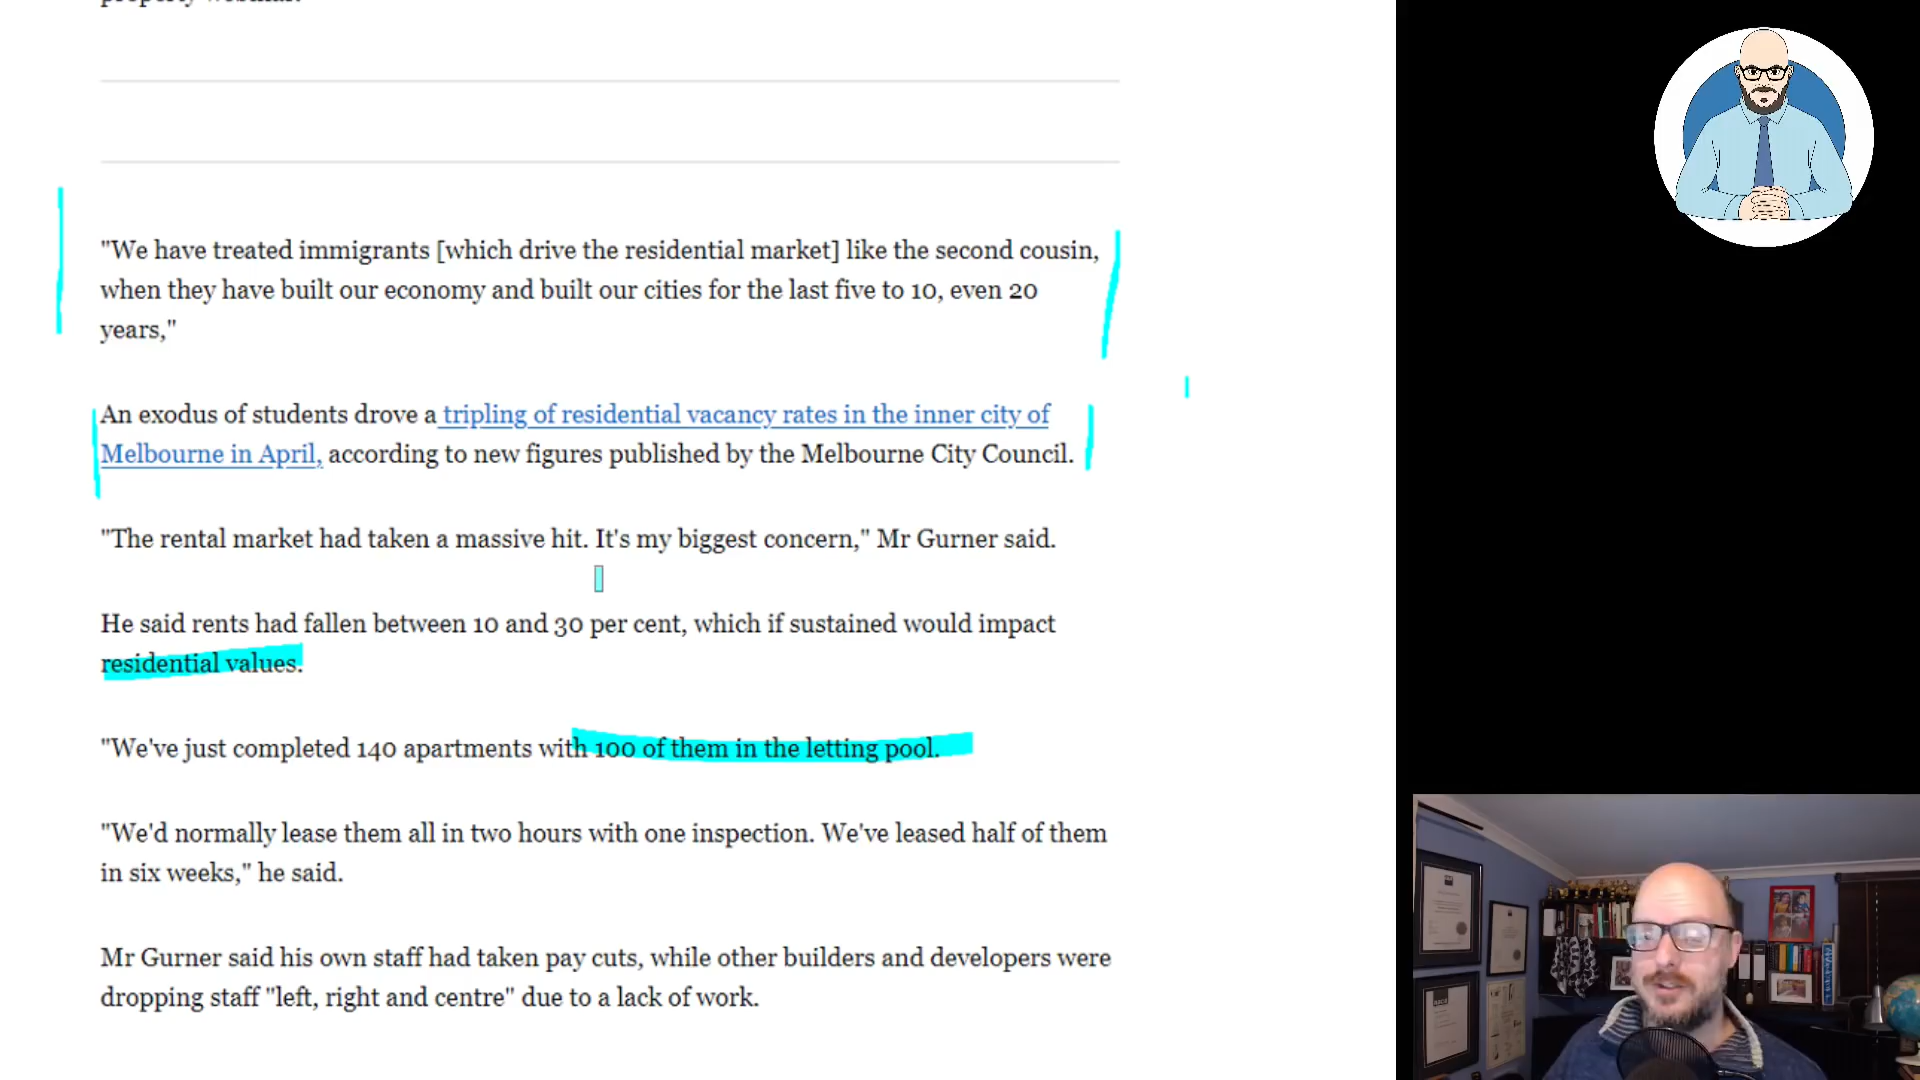 property webinar.
"We have treated immigrants [which drive the residential market] like the second cousin,
when they have built our economy and built our cities for the last five to 10, even 20
years,"
An exodus of students drove a tripling of residential vacancy rates in the inner city of
Melbourne in April, according to new figures published by the Melbourne City Council.
"The rental market had taken a massive hit. It's my biggest concern," Mr Gurner said.
He said rents had fallen between 10 and 30 per cent, which if sustained would impact
residential values.
"We've just completed 140 apartments with 100 of them in the letting pool.
"We'd normally lease them all in two hours with one inspection. We've leased half of them
in six weeks," he said.
Mr Gurner said his own staff had taken pay cuts, while other builders and developers were
dropping staff "left, right and centre" due to a lack of work.